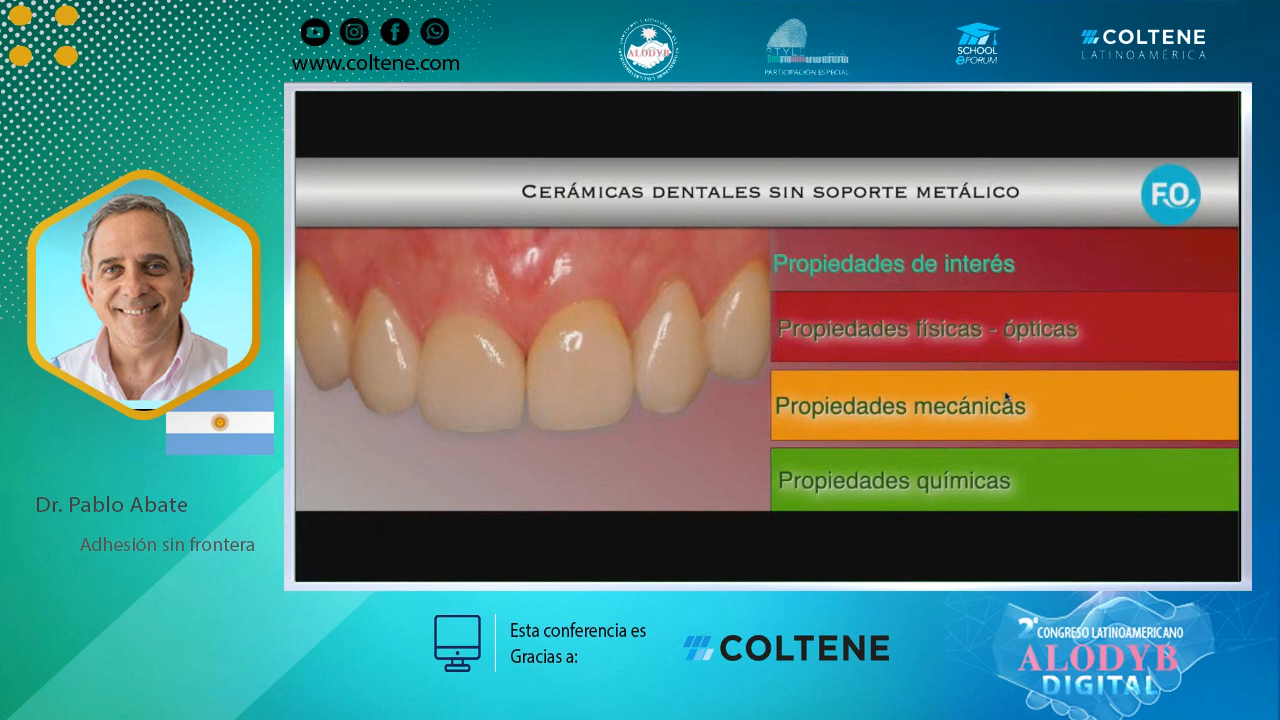 www.coltene.com
ALODYB
PARTICIPACIÓN ESPECIAL
SCHOOL
eFORUM
COLTENE
LATINOAMÉRICA
CERÁMICAS DENTALES SIN SOPORTE METÁLICO
F.O.
Propiedades de interés
Propiedades físicas - ópticas
Propiedades mecánicas
Propiedades químicas
Dr. Pablo Abate
Adhesión sin frontera
Esta conferencia es
Gracias a:
COLTENE
2° CONGRESO LATINOAMERICANO
ALODYB
DIGITAL